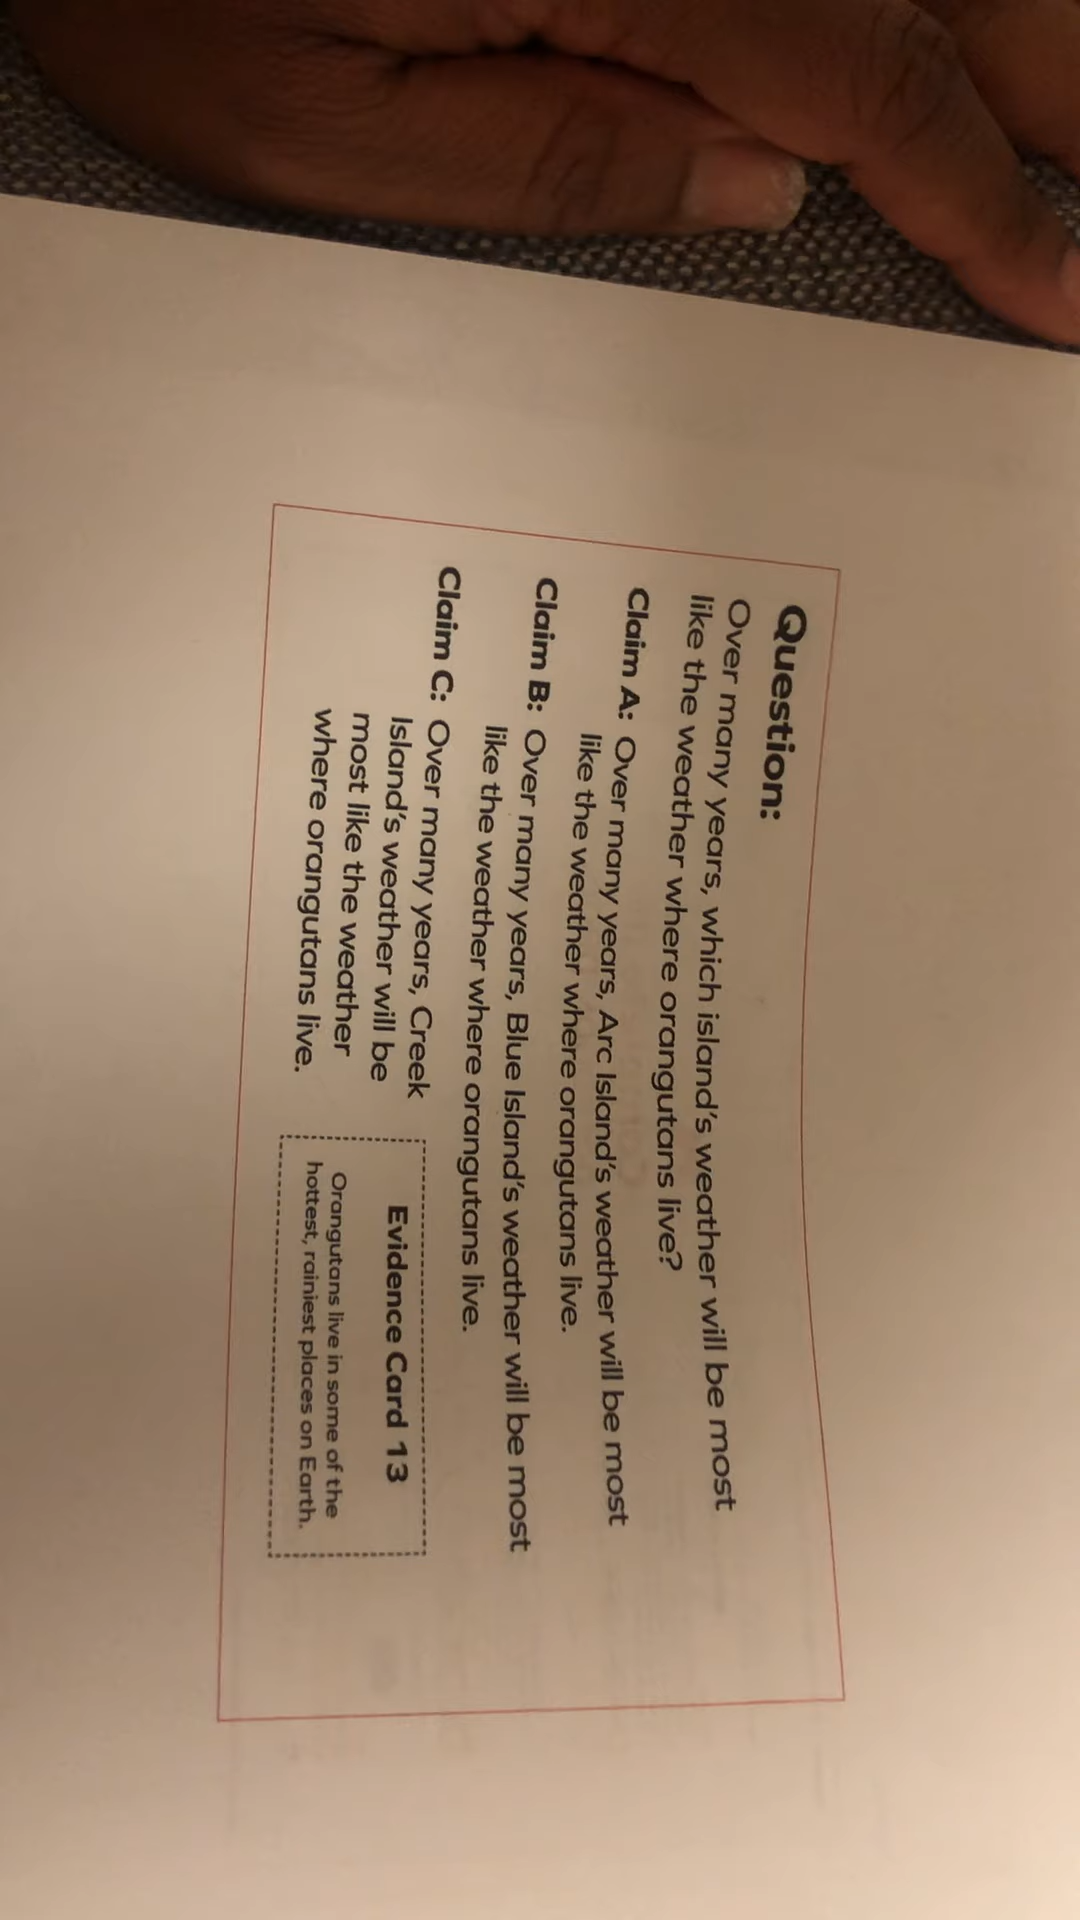 Question:
Over many years, which island's weather will be most
like the weather where orangutans live?
Claim A: Over many years, Arc Island's weather will be most
like the weather where orangutans live.
Claim B: Over many years, Blue Island's weather will be most
like the weather where orangutans live.
Claim C: Over many years, Creek
Island's weather will be
most like the weather
where orangutans live.
Evidence Card 13
Orangutans live in some of the
hottest, rainiest places on Earth.